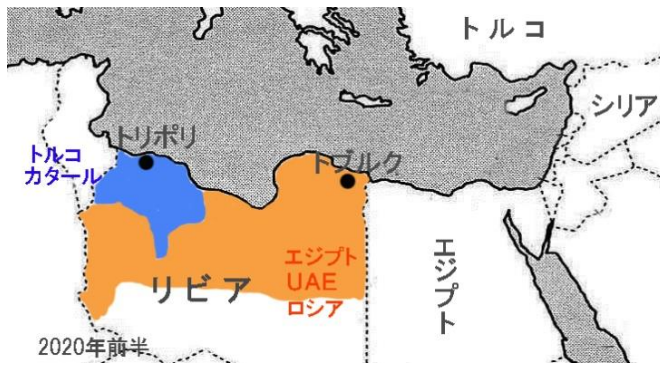 トルコ
シリア
トリポリ
トルコ
カタール
トブルク
エジプト
UAE
ロシア
リビア
エジプト
2020年前半